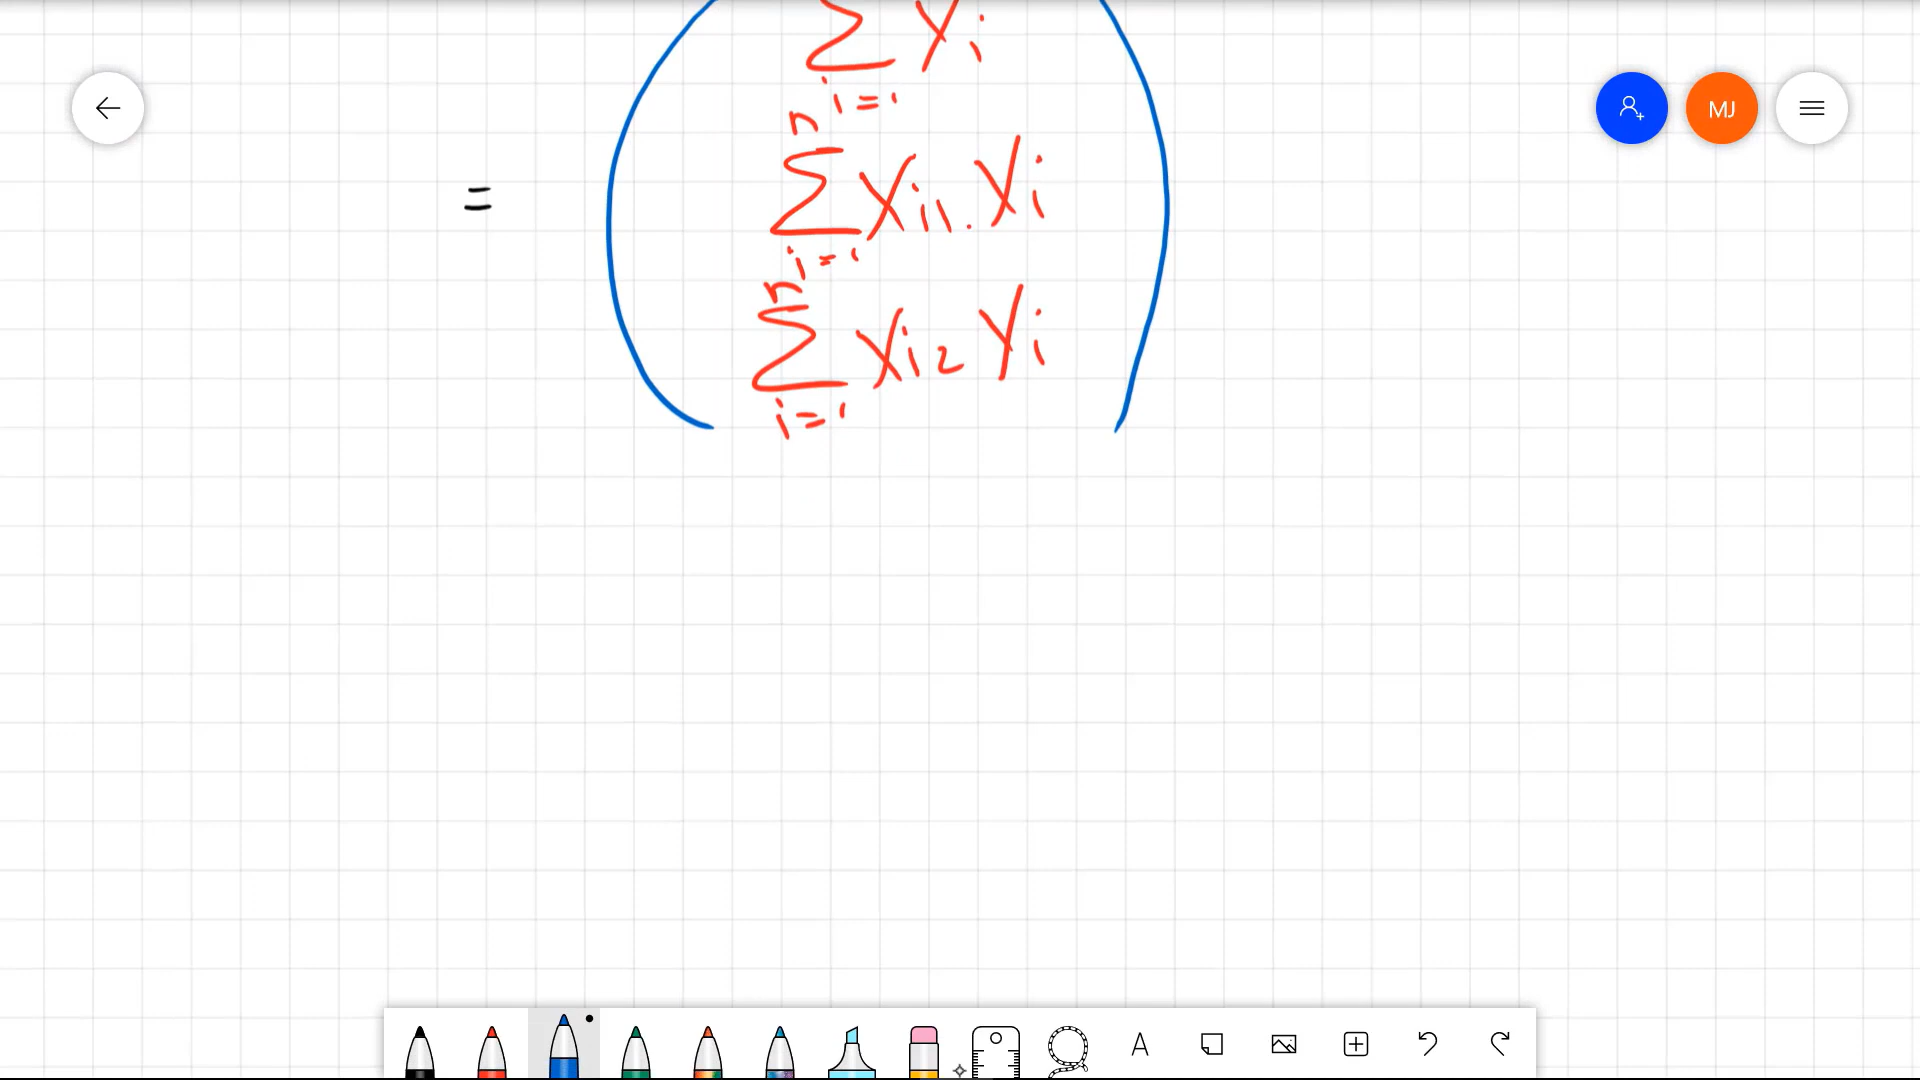 ∑ Yi
i=1
MJ
n
= ∑ Xi1. Yi
i=1
n
∑ Xi2 Yi
i=1
A